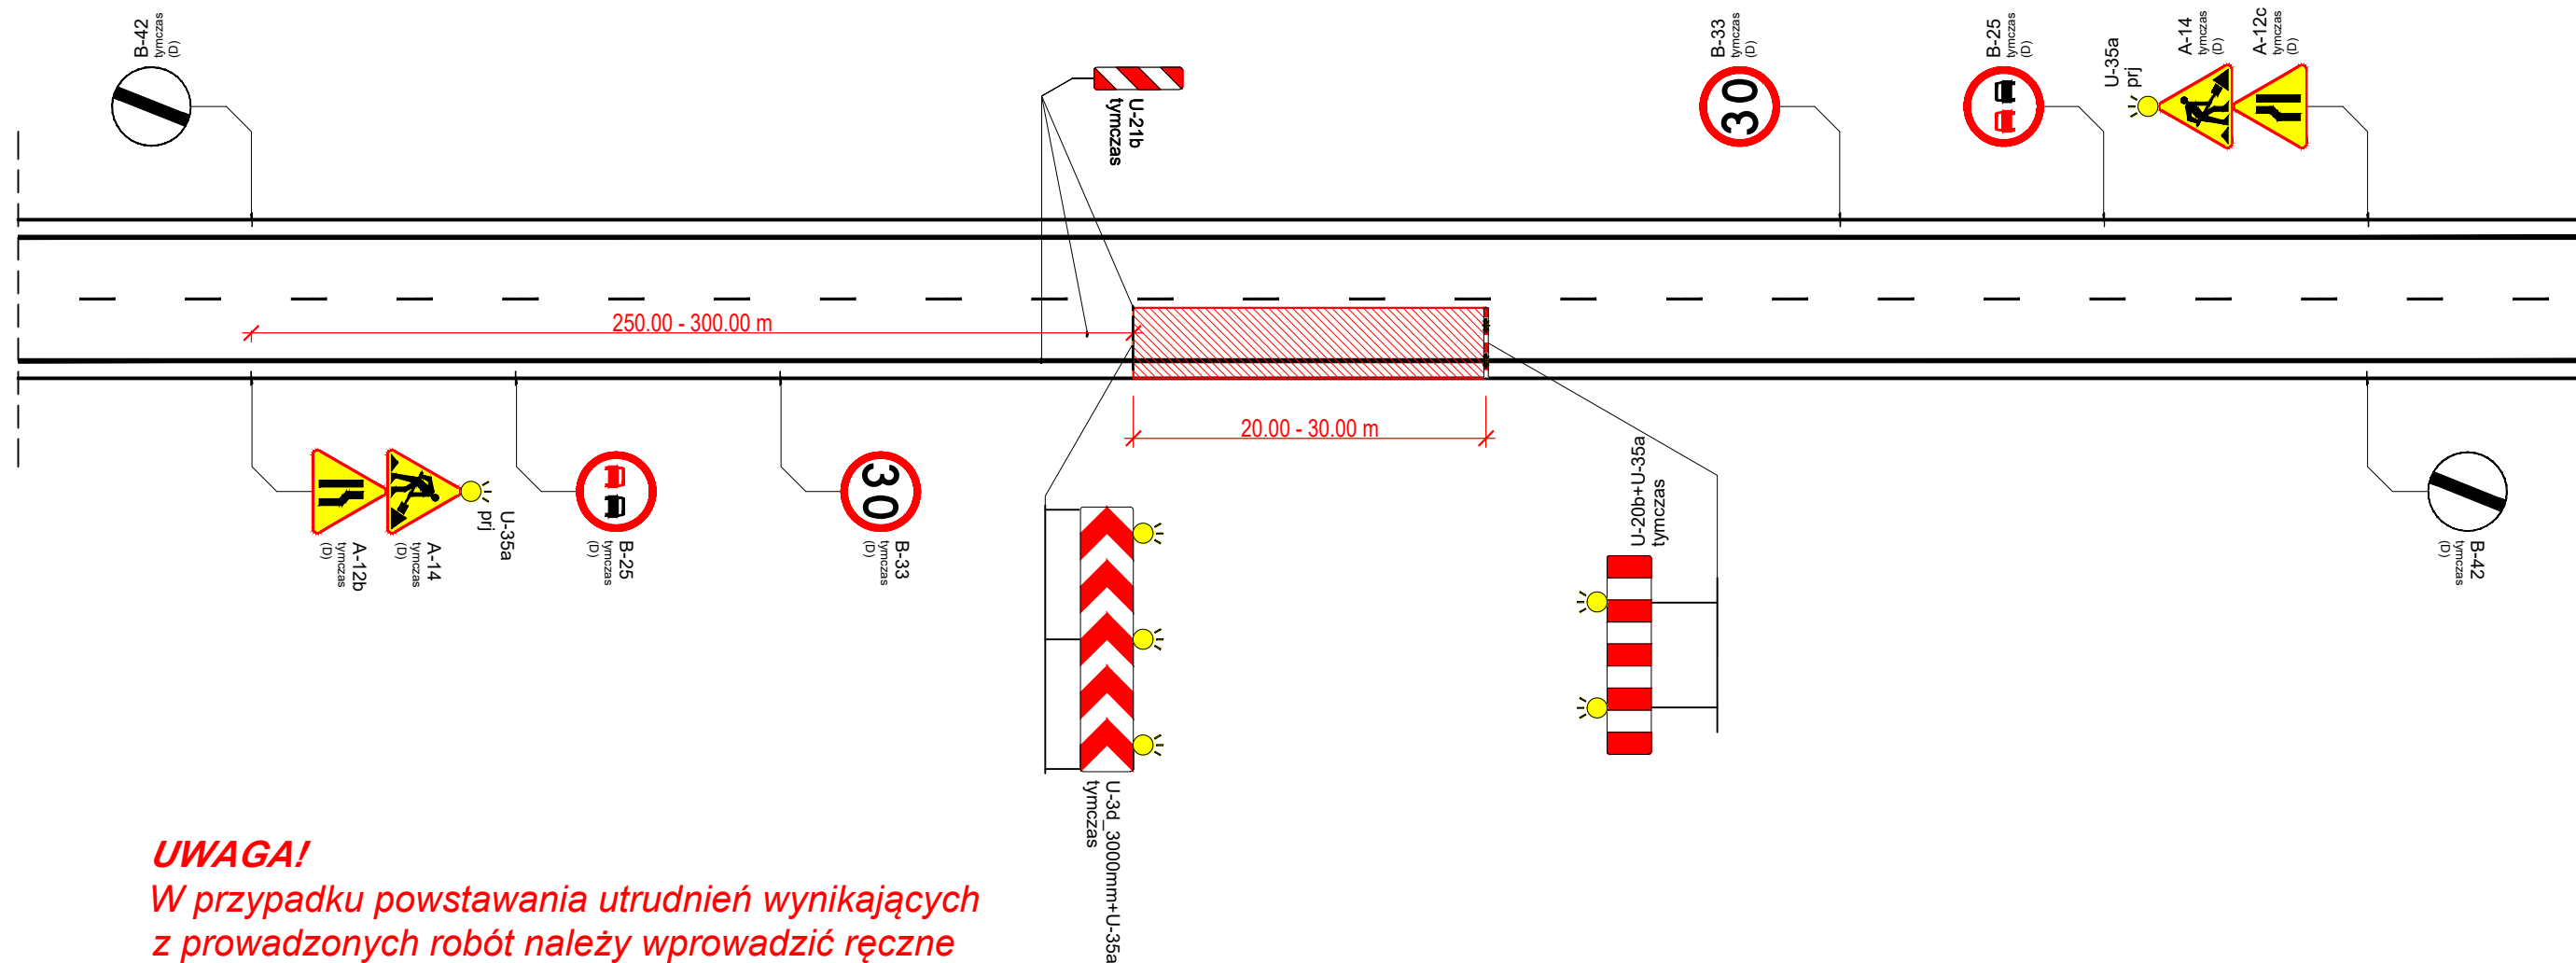 B-42
tymczas
(D)
U-21b
tymczas
B-33
tymczas
(D)
30
B-25
tymczas
(D)
U-35a
prj
A-14
tymczas
(D)
A-12c
tymczas
(D)
250.00 - 300.00 m
20.00 - 30.00 m
A-12b
tymczas
(D)
A-14
tymczas
(D)
U-35a
prj
B-25
tymczas
(D)
30
B-33
tymczas
(D)
U-3d_3000mm+U-35a
tymczas
U-20b+U-35a
tymczas
B-42
tymczas
(D)
UWAGA!
W przypadku powstawania utrudnień wynikających
z prowadzonych robót należy wprowadzić ręczne